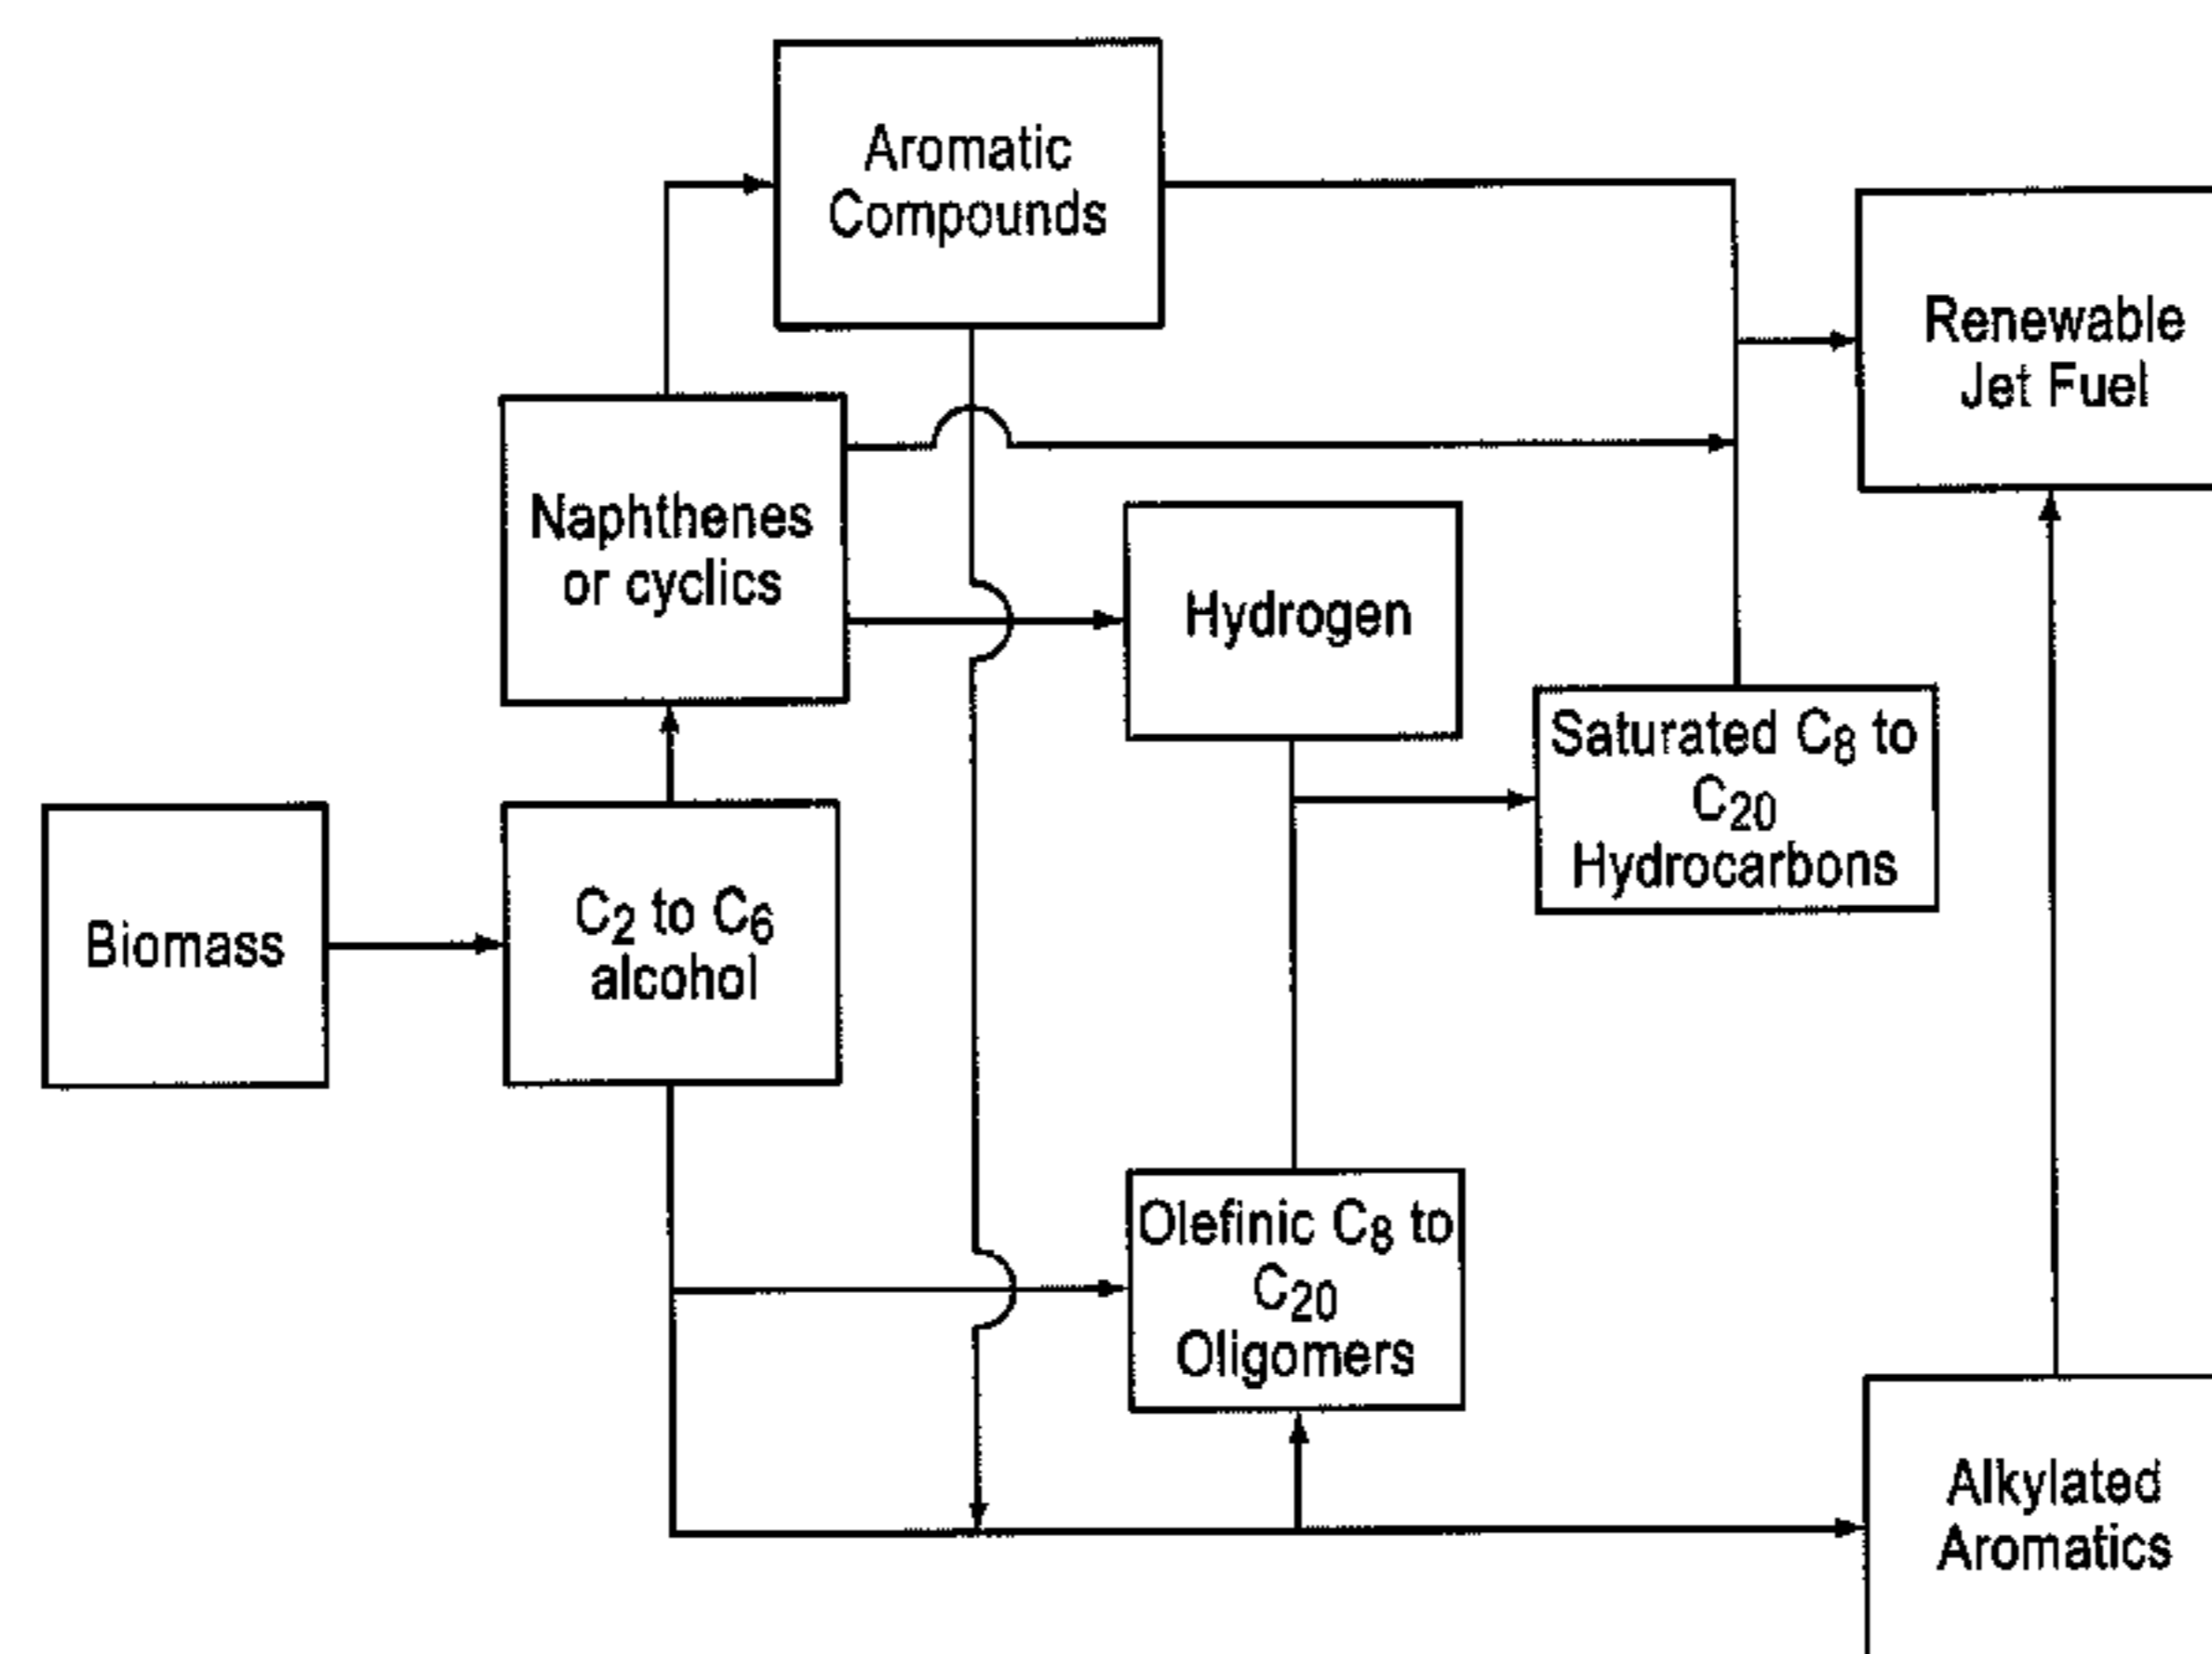 Aromatic
Compounds
Renewable
Jet Fuel
Naphthenes
or cyclics
Hydrogen
Saturated C₈ to
C₂₀
Hydrocarbons
Biomass
C₂ to C₆
alcohol
Olefinic C₈ to
C₂₀
Oligomers
Alkylated
Aromatics